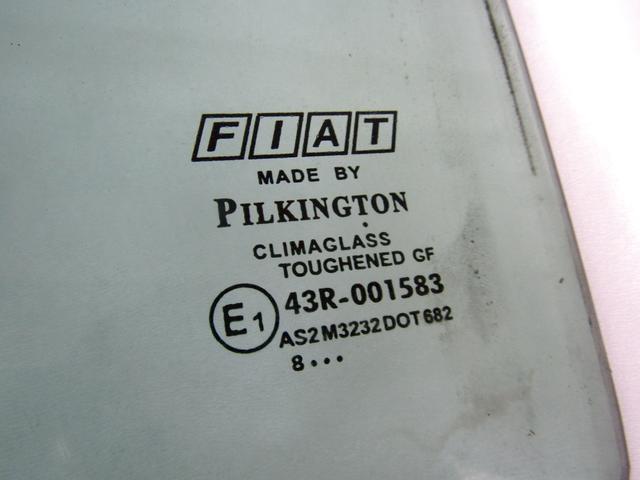 FIAT
MADE BY
PILKINGTON
CLIMAGLASS
TOUGHENED GF
E1 43R-001583
AS2 M3232 DOT 682
8•••